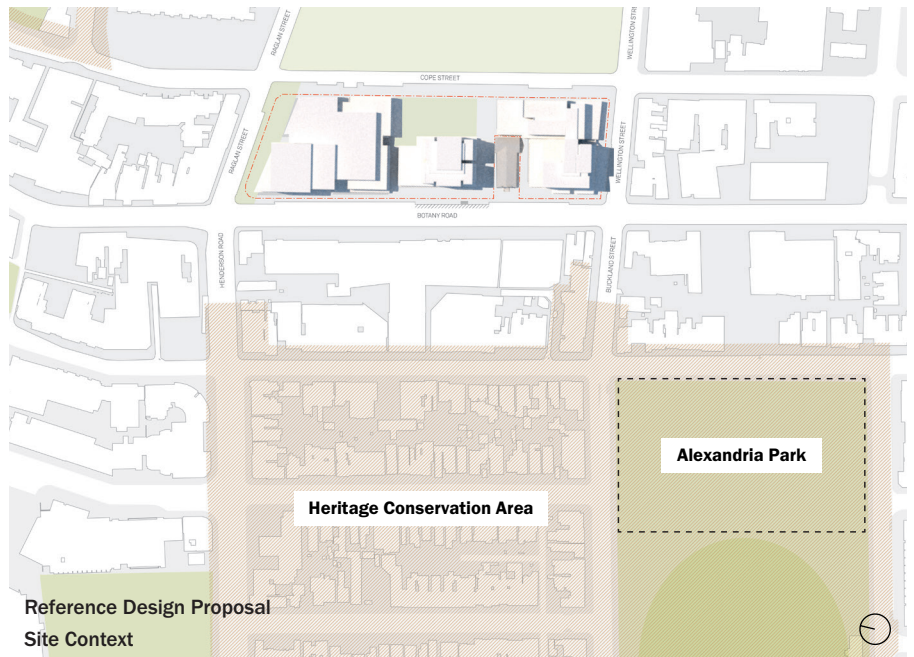 RAGLAN STREET
WELLINGTON STREET
COPE STREET
RAGLAN STREET
WELLINGTON STREET
BOTANY ROAD
HENDERSON ROAD
BUCKLAND STREET
Alexandria Park
Heritage Conservation Area
Reference Design Proposal
Site Context